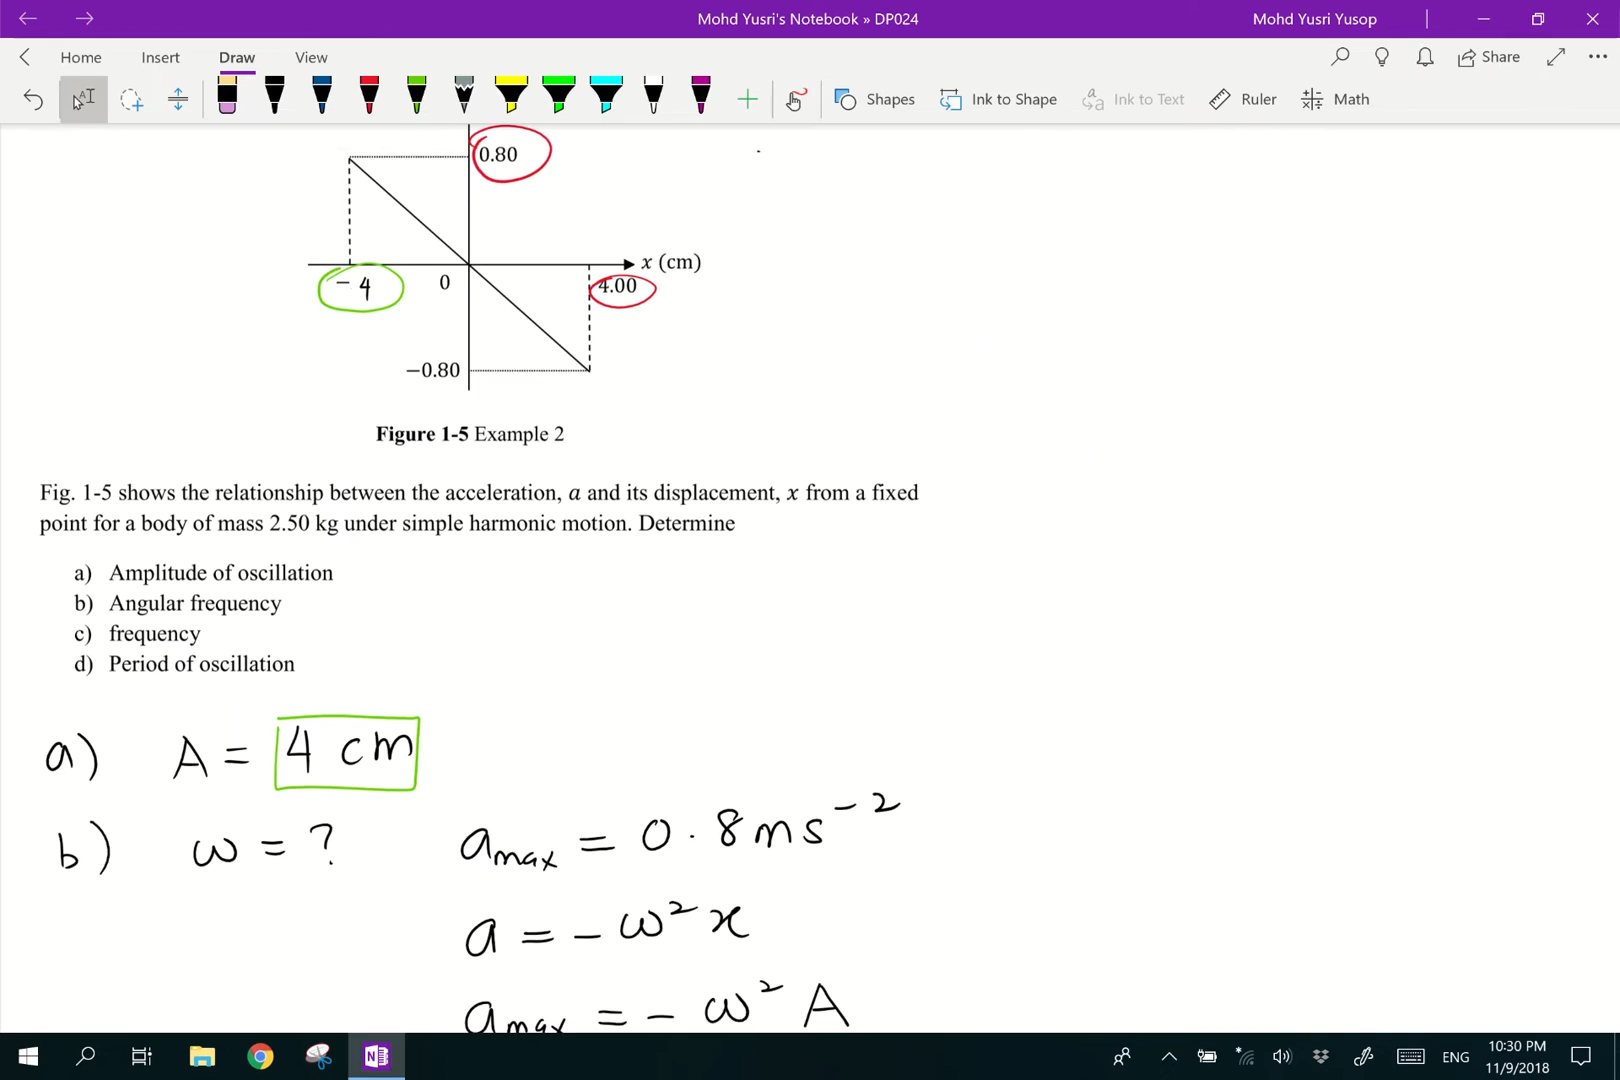 Mohd Yusri's Notebook » DP024
Mohd Yusri Yusop
Home Insert Draw View
Share
Shapes Ink to Shape Ink to Text Ruler Math
0.80
x (cm)
– 4
0
4.00
−0.80
Figure 1-5 Example 2
Fig. 1-5 shows the relationship between the acceleration, a and its displacement, x from a fixed
point for a body of mass 2.50 kg under simple harmonic motion. Determine
a) Amplitude of oscillation
b) Angular frequency
c) frequency
d) Period of oscillation
a) A = 4 cm
b) ω = ? a_max = 0.8 ms⁻²
a = – ω² x
a_max = – ω² A
10:30 PM
ENG
11/9/2018